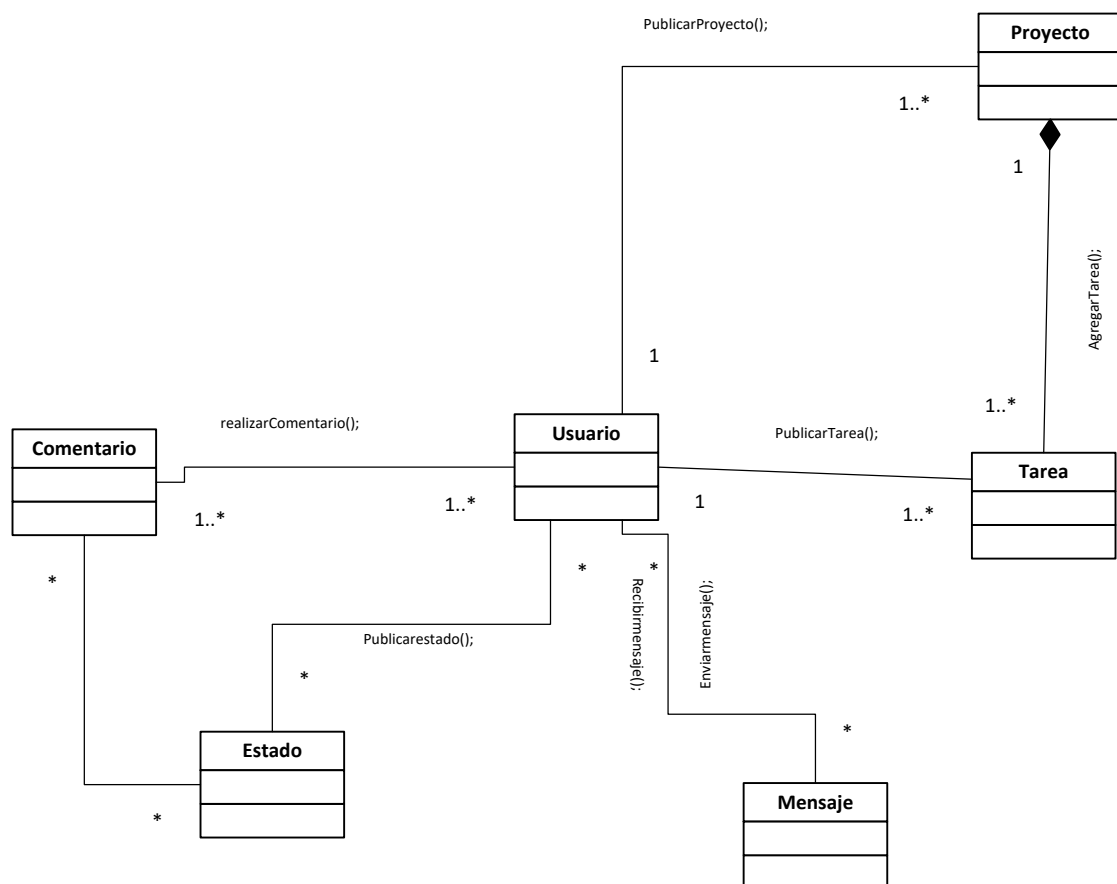 PublicarProyecto();
Proyecto
1..*
1
AgregarTarea();
1
1..*
realizarComentario();
Usuario
PublicarTarea();
Comentario
Tarea
1..*
1..*
1
1..*
*
*
*
Recibirmensaje();
Enviarmensaje();
Publicarestado();
*
*
Estado
*
Mensaje